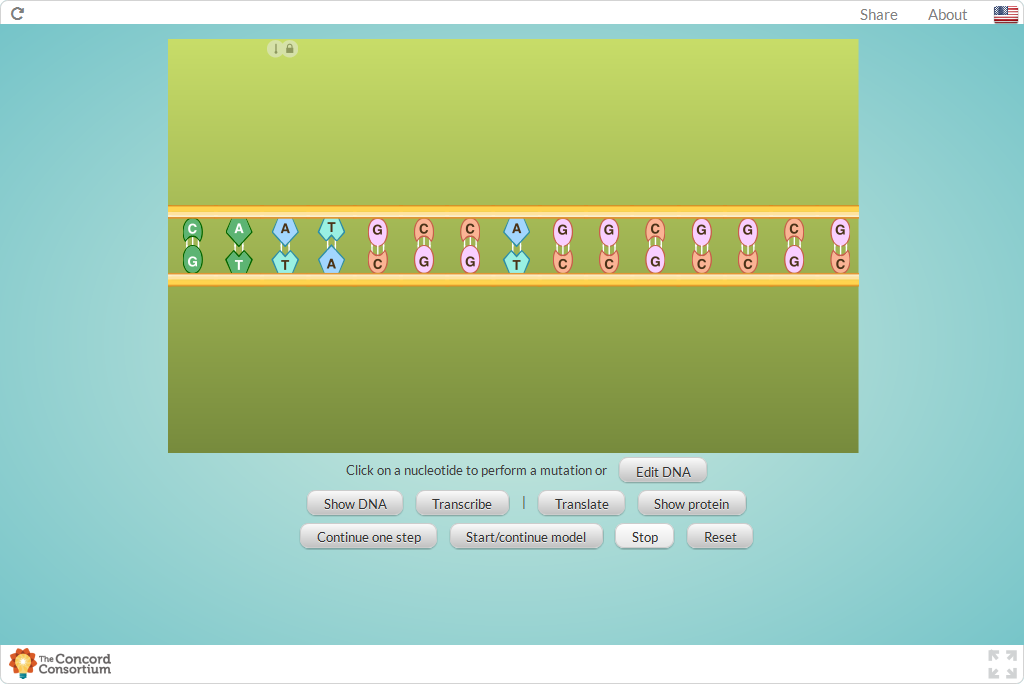 Share About
C A A T G C C A G G C G G C G
G T T A C G G T C C G C C G C
Click on a nucleotide to perform a mutation or Edit DNA
Show DNA Transcribe | Translate Show protein
Continue one step Start/continue model Stop Reset
The Concord
Consortium